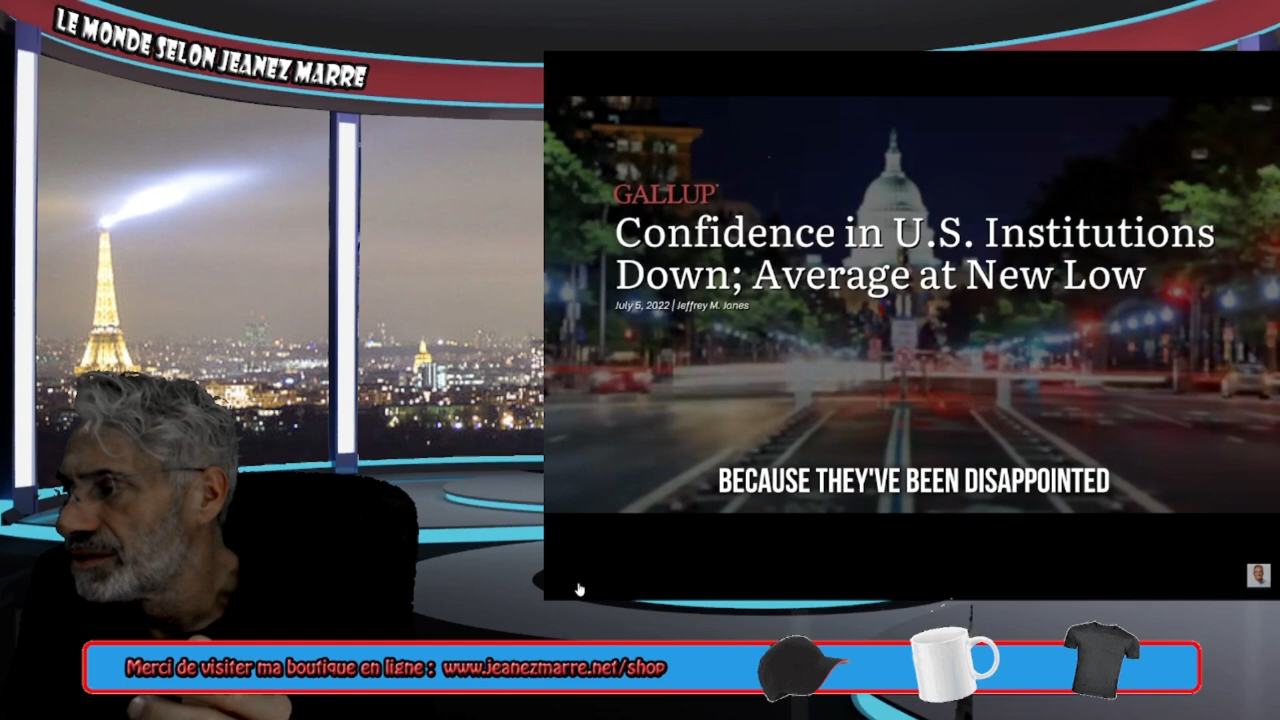 LE MONDE SELON JEANEZ MARRE
GALLUP
Confidence in U.S. Institutions
Down; Average at New Low
July 5, 2022 | Jeffrey M. Jones
BECAUSE THEY'VE BEEN DISAPPOINTED
Merci de visiter ma boutique en ligne : www.jeanezmarre.net/shop